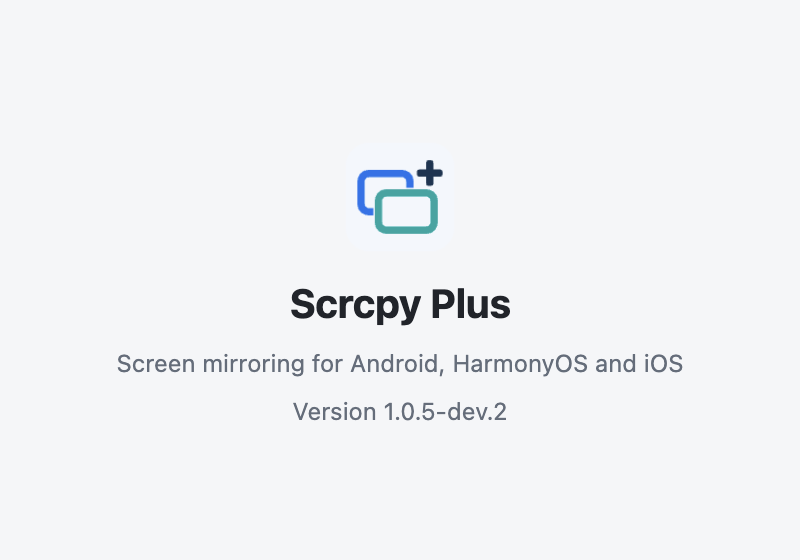 Scrcpy Plus
Screen mirroring for Android, HarmonyOS and iOS
Version 1.0.5-dev.2